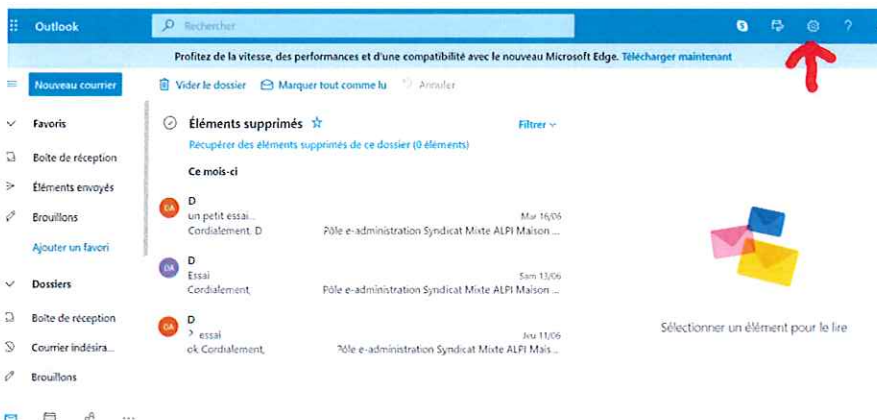 Outlook
Rechercher
?
Profitez de la vitesse, des performances et d'une compatibilité avec le nouveau Microsoft Edge. Télécharger maintenant
Nouveau courrier
Vider le dossier Marquer tout comme lu Annuler
Favoris
Éléments supprimés
Filtrer
Récupérer des éléments supprimés de ce dossier (0 éléments)
Boîte de réception
Ce mois-ci
Éléments envoyés
D
DA
un petit essai... Mar 16/06
Brouillons
Cordialement. D Pôle e-administration Syndicat Mixte ALPI Maison ...
Ajouter un favori
D
DA
Essai Sam 13/06
Dossiers
Cordialement, Pôle e-administration Syndicat Mixte ALPI Maison ...
Boîte de réception
D
DA
essai Jeu 11/06
Courrier indésira...
ok Cordialement, Pôle e-administration Syndicat Mixte ALPI Mais...
Sélectionner un élément pour le lire
Brouillons